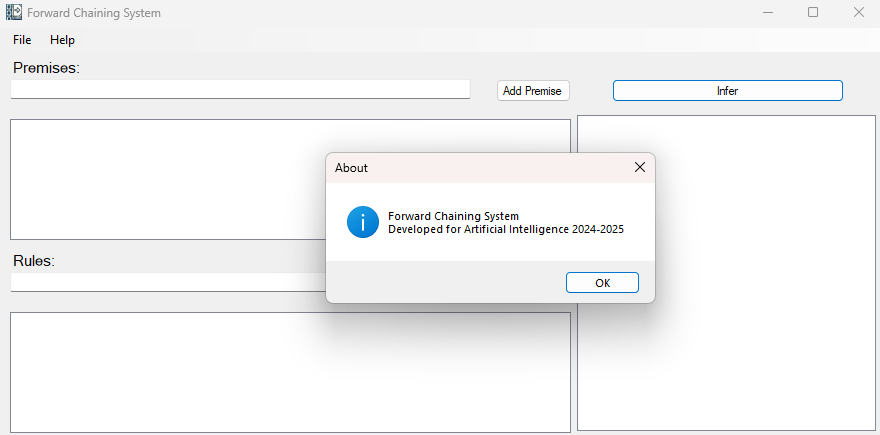 Forward Chaining System
File Help
Premises:
Add Premise
Infer
About
Forward Chaining System
Developed for Artificial Intelligence 2024-2025
OK
Rules: